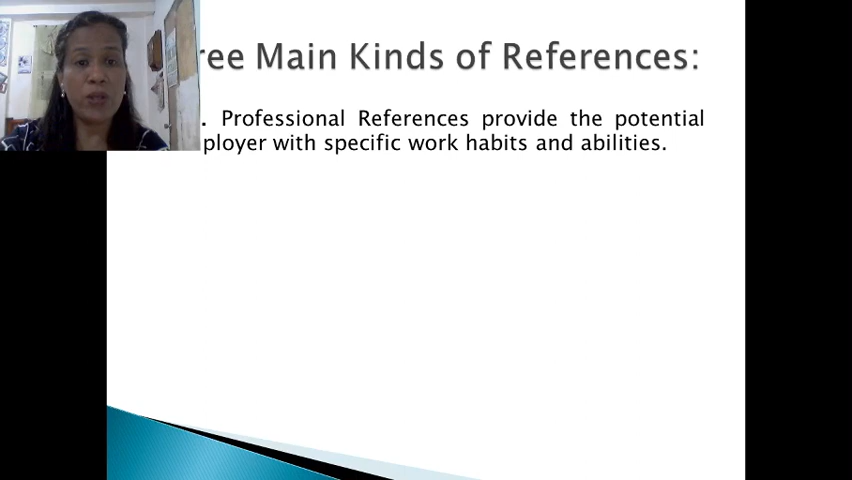 ree Main Kinds of References:
. Professional References provide the potential
ployer with specific work habits and abilities.